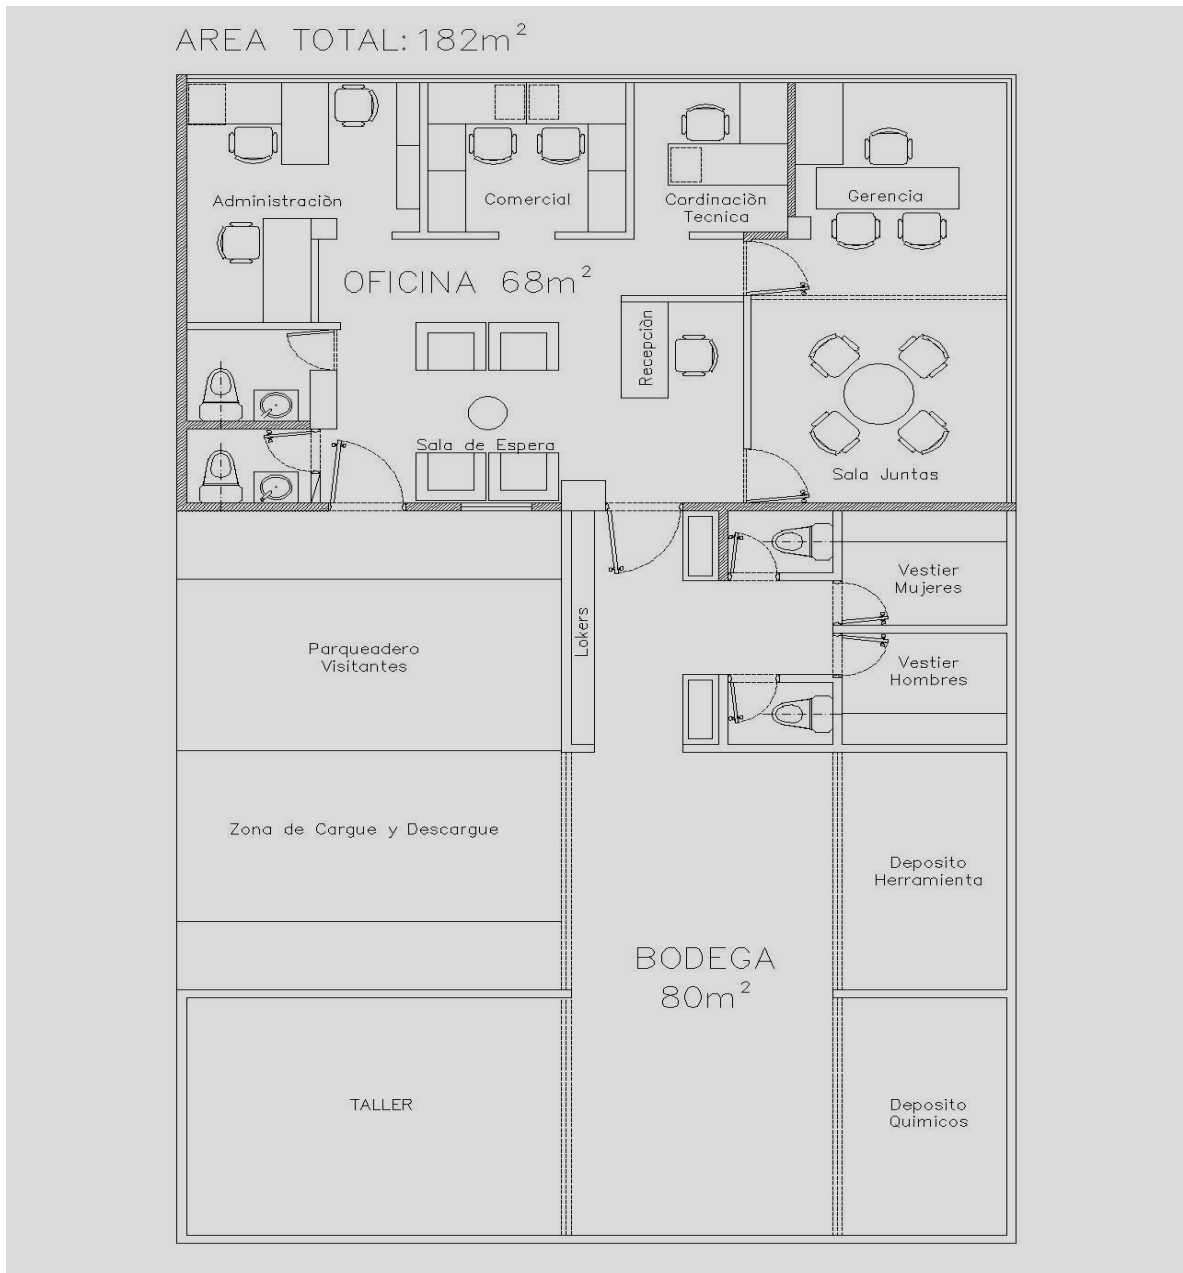 AREA TOTAL: 182m²
Administraciòn
Comercial
Cordinaciòn
Tecnica
Gerencia
OFICINA 68m²
Recepciòn
Sala de Espera
Sala Juntas
Vestier
Mujeres
Lokers
Parqueadero
Visitantes
Vestier
Hombres
Zona de Cargue y Descargue
Deposito
Herramienta
BODEGA
80m²
TALLER
Deposito
Quimicos